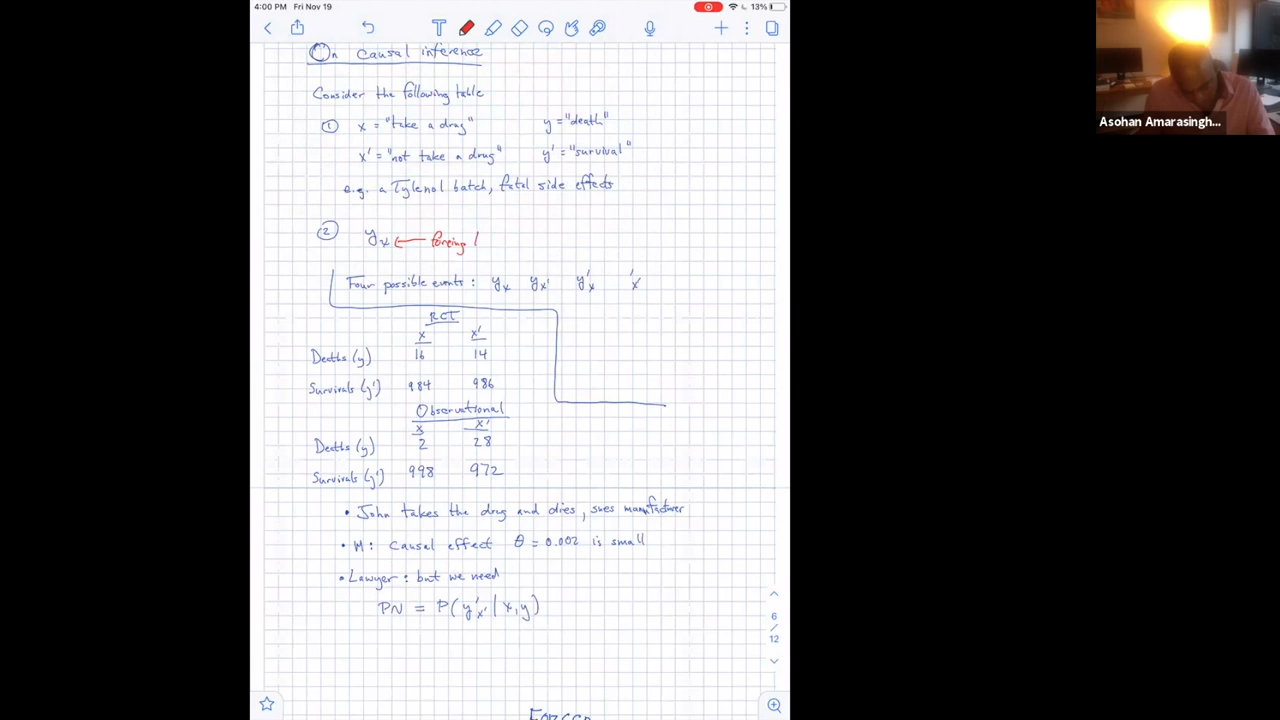 4:00 PM Fri Nov 19
13%
Asohan Amarasingh...
On causal inference
Consider the following table
① x = "take a drug" y = "death"
x' = "not take a drug" y' = "survival"
e.g. a Tylenol batch, fatal side effects
② yx ← forcing
Four possible events : yx yx' y'x 'x'
RCT
x x'
Deaths (y) 16 14
Survivals (y') 984 986
Observational
x x'
Deaths (y) 2 28
Survivals (y') 998 972
• John takes the drug and dies, sues manufacturer
• M: causal effect θ = 0.002 is small
• Lawyer : but we need
PN = P(y'x' | x, y)
6
/
12